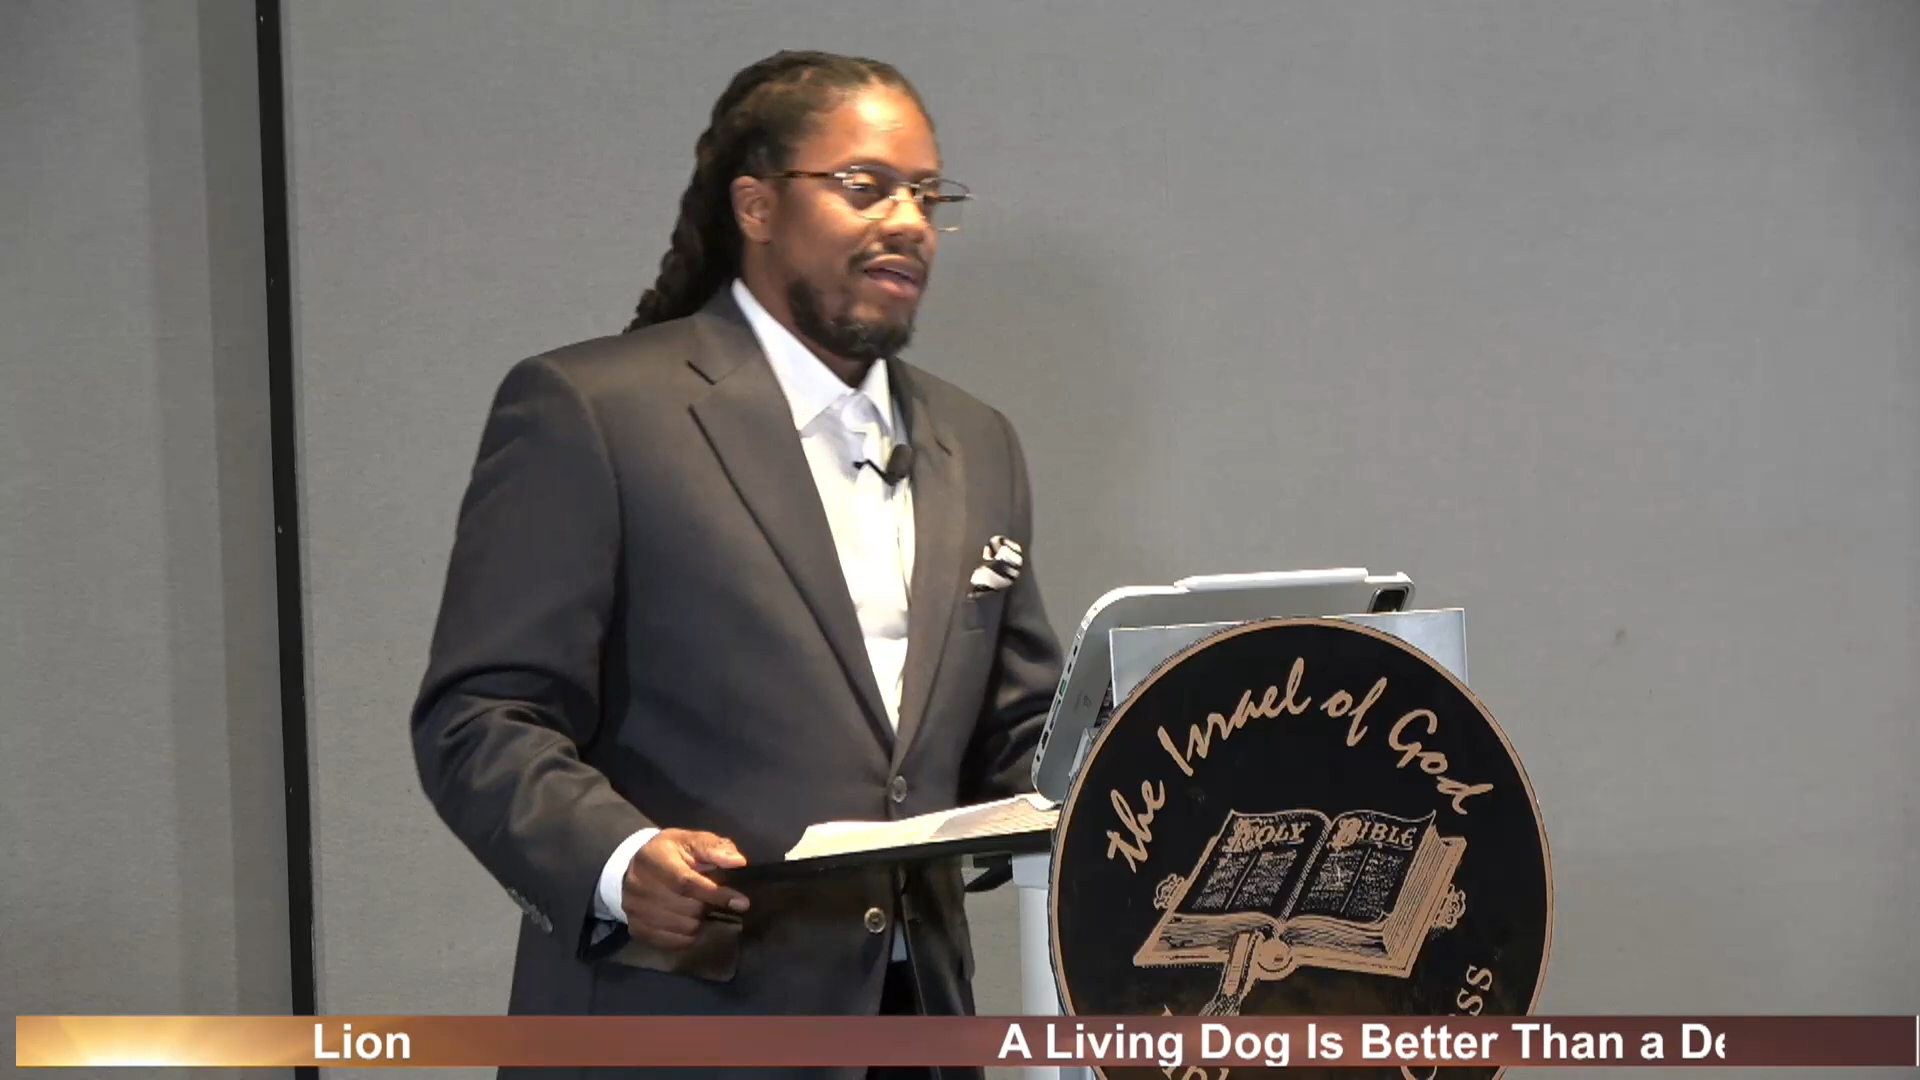 the Israel of God
HOLY BIBLE
Lion
A Living Dog Is Better Than a De